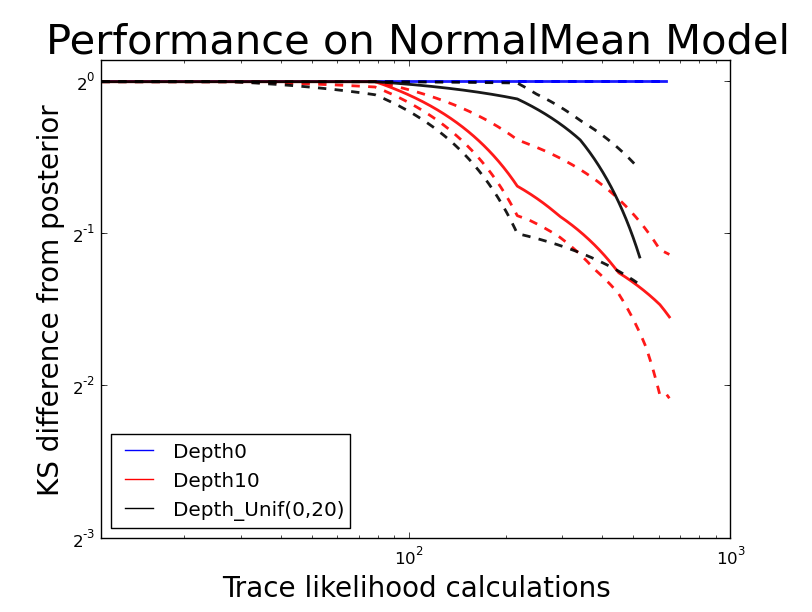 Performance on NormalMean Model
KS difference from posterior
2^0
2^-1
2^-2
2^-3
Depth0
Depth10
Depth_Unif(0,20)
10^2
10^3
Trace likelihood calculations